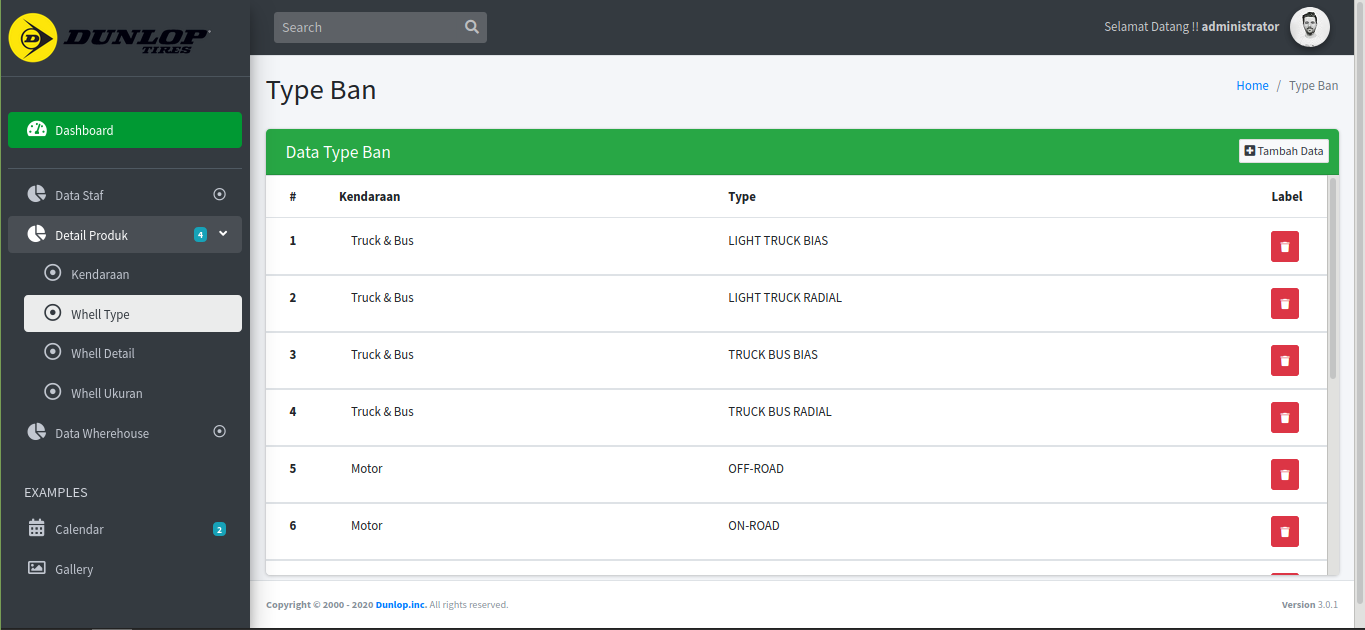 DUNLOP
TIRES
Search
Selamat Datang !! administrator
Dashboard
Data Staf
Detail Produk 4
Kendaraan
Whell Type
Whell Detail
Whell Ukuran
Data Wherehouse
EXAMPLES
Calendar 2
Gallery
Type Ban
Home / Type Ban
Data Type Ban
Tambah Data
# Kendaraan Type Label
1 Truck & Bus LIGHT TRUCK BIAS
2 Truck & Bus LIGHT TRUCK RADIAL
3 Truck & Bus TRUCK BUS BIAS
4 Truck & Bus TRUCK BUS RADIAL
5 Motor OFF-ROAD
6 Motor ON-ROAD
Copyright © 2000 - 2020 Dunlop.inc. All rights reserved.
Version 3.0.1